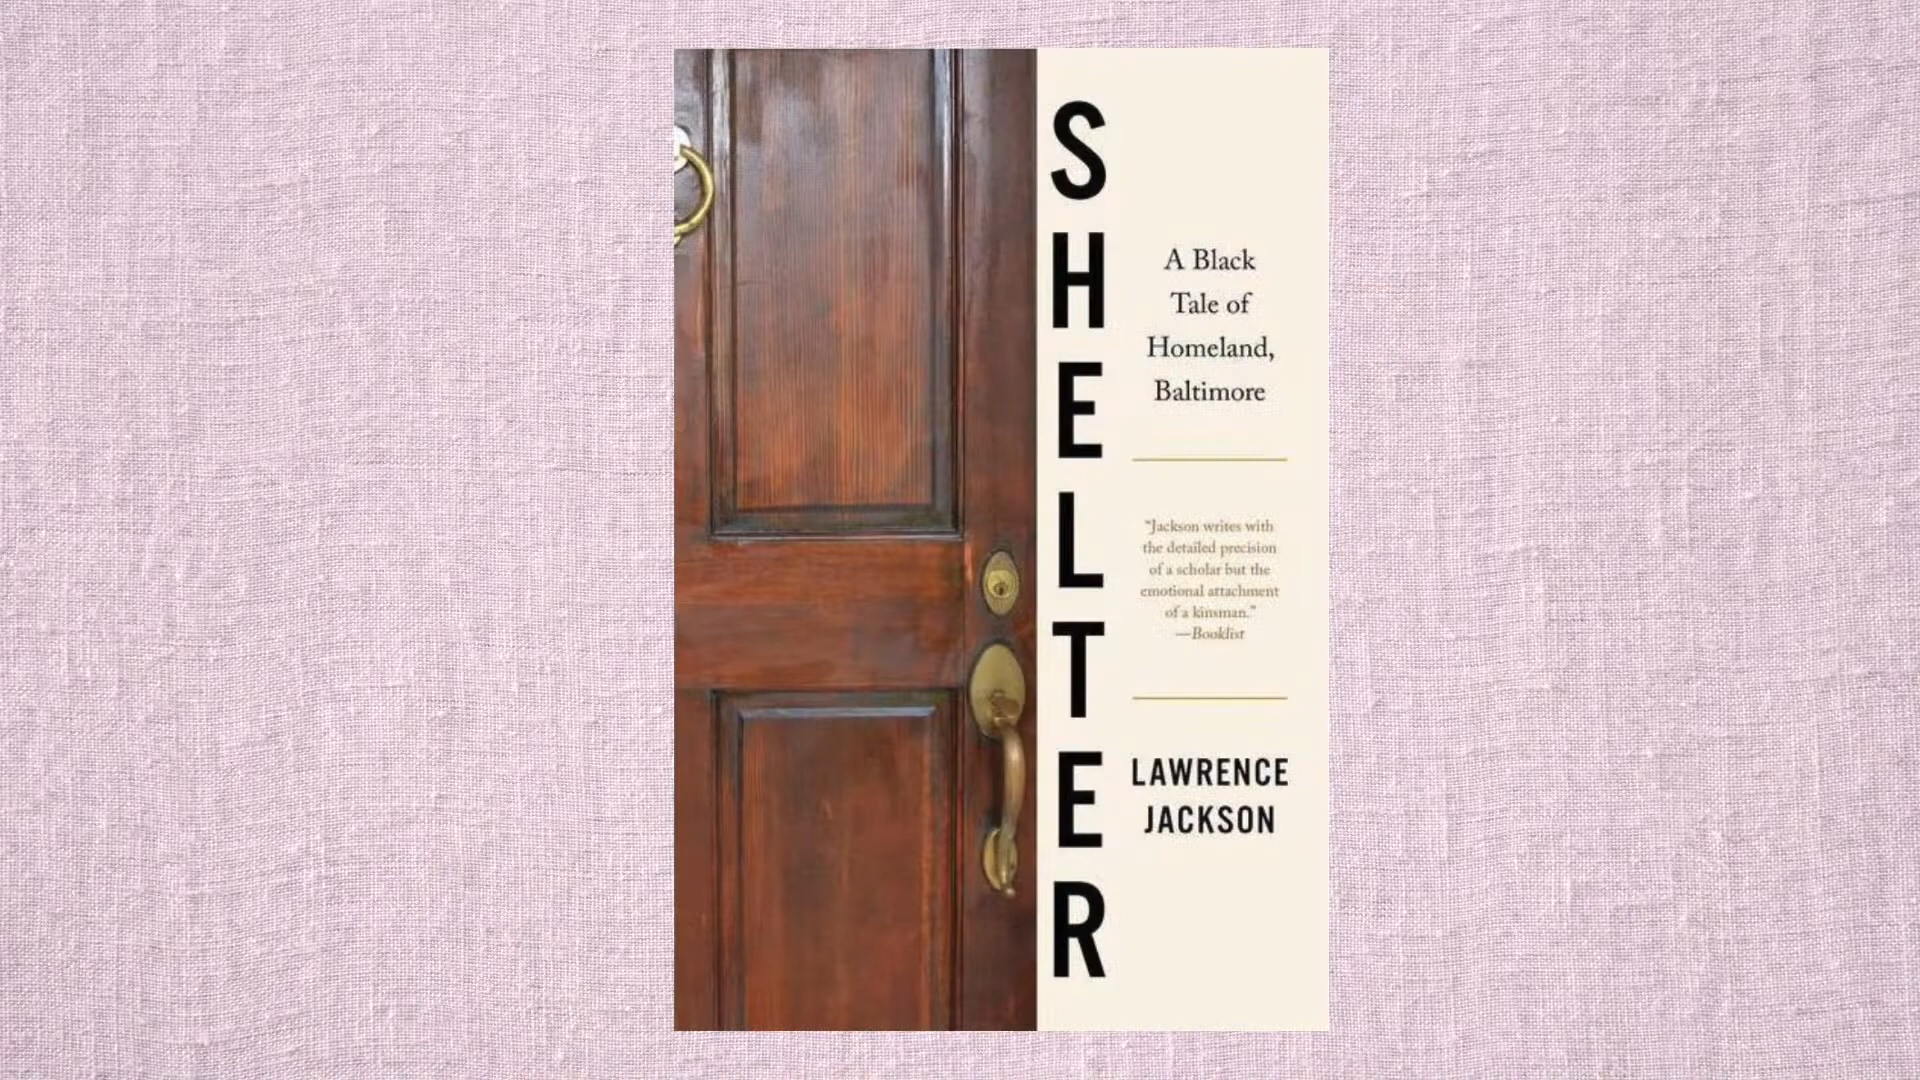 SHELTER
A Black
Tale of
Homeland,
Baltimore
"Jackson writes with
the detailed precision
of a scholar but the
emotional attachment
of a kinsman."
—Booklist
LAWRENCE
JACKSON